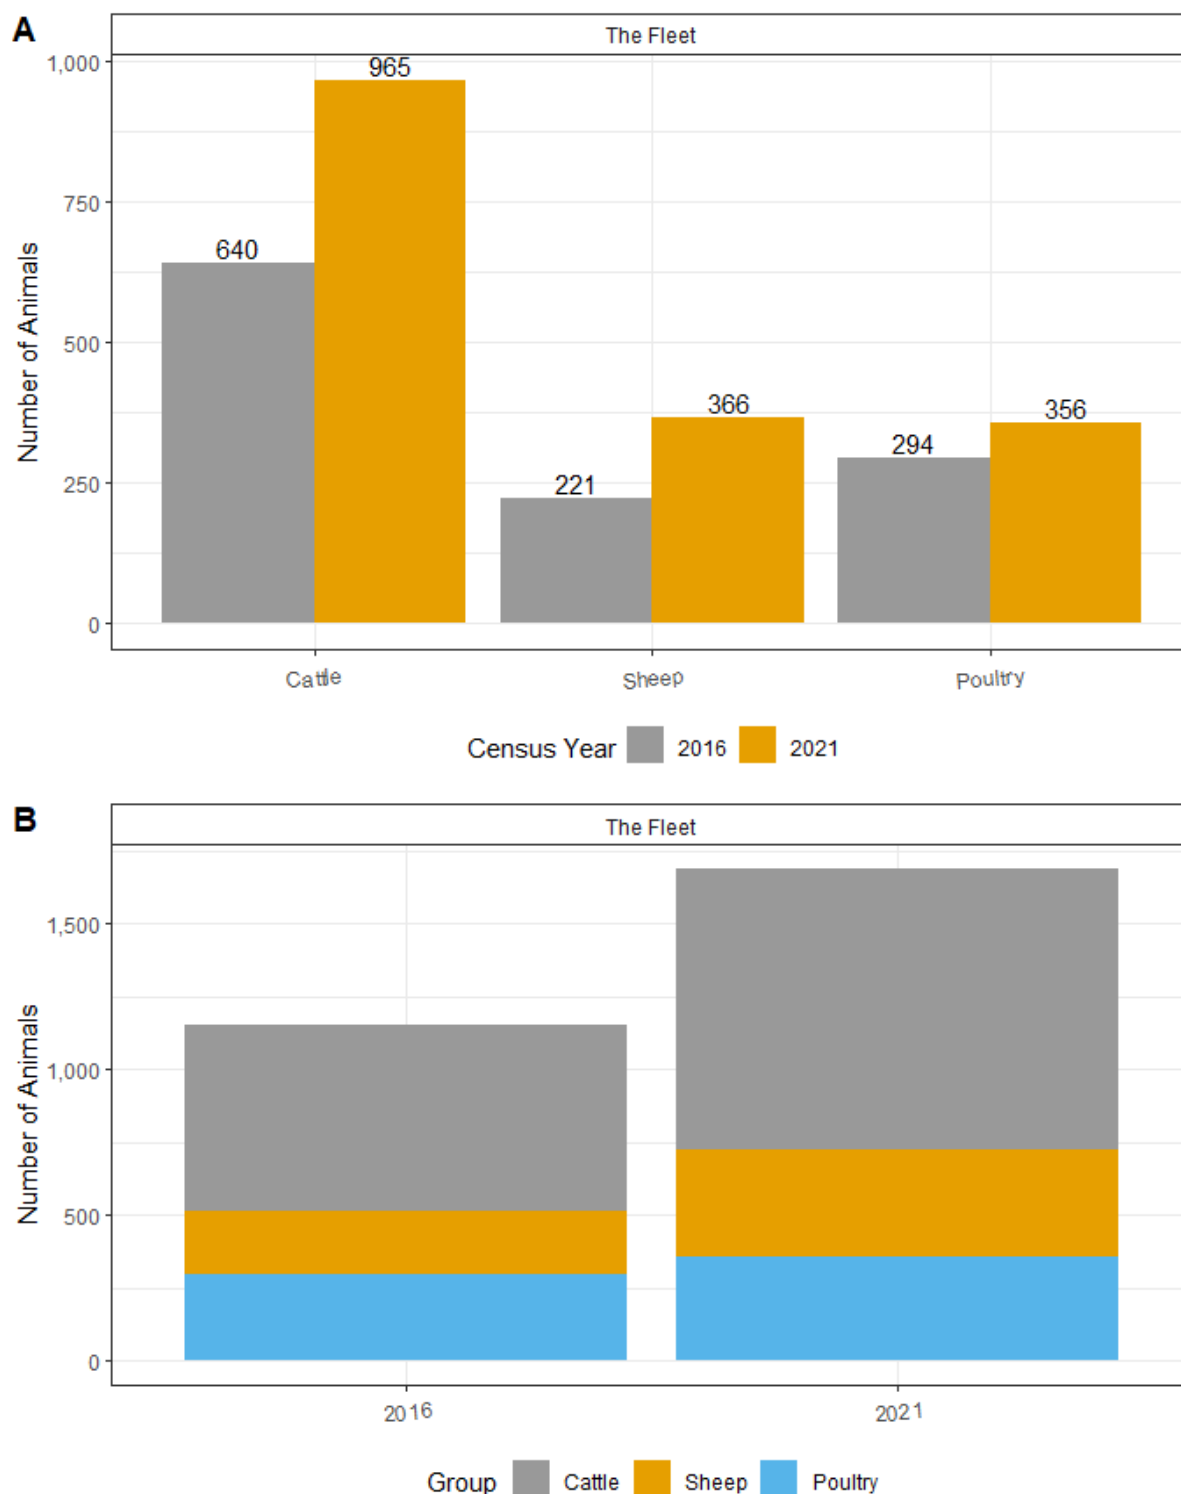 A
The Fleet
1,000
750
500
250
0
Number of Animals
640
965
221
366
294
356
Cattle Sheep Poultry
Census Year 2016 2021
B
The Fleet
1,500
1,000
500
0
Number of Animals
2016 2021
Group Cattle Sheep Poultry